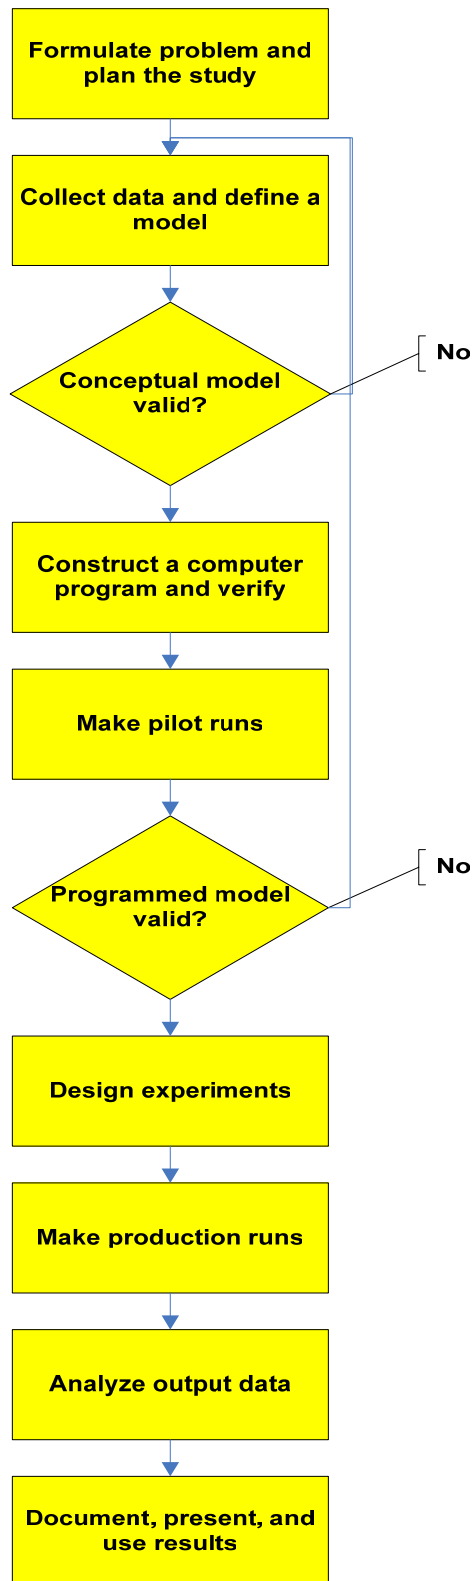 Formulate problem and
plan the study
Collect data and define a
model
Conceptual model
valid?
No
Construct a computer
program and verify
Make pilot runs
Programmed model
valid?
No
Design experiments
Make production runs
Analyze output data
Document, present, and
use results